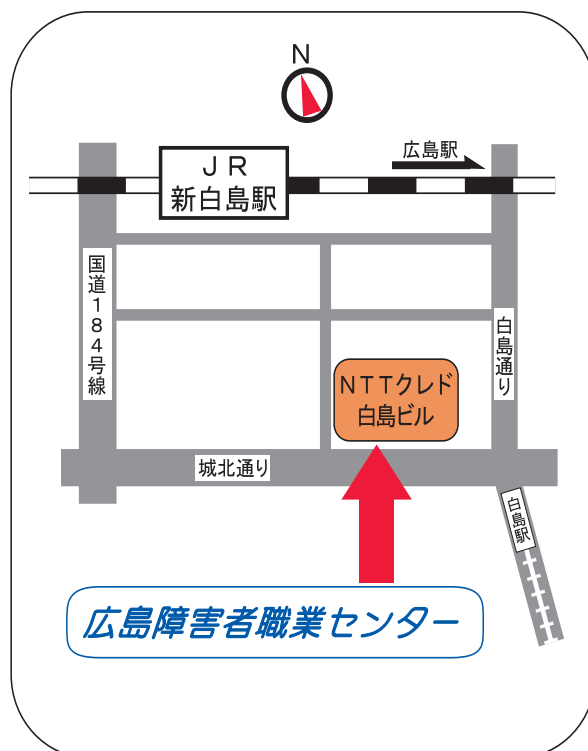 N
広島駅
JR
新白島駅
国道184号線
白島通り
NTTクレド
白島ビル
城北通り
白島駅
広島障害者職業センター